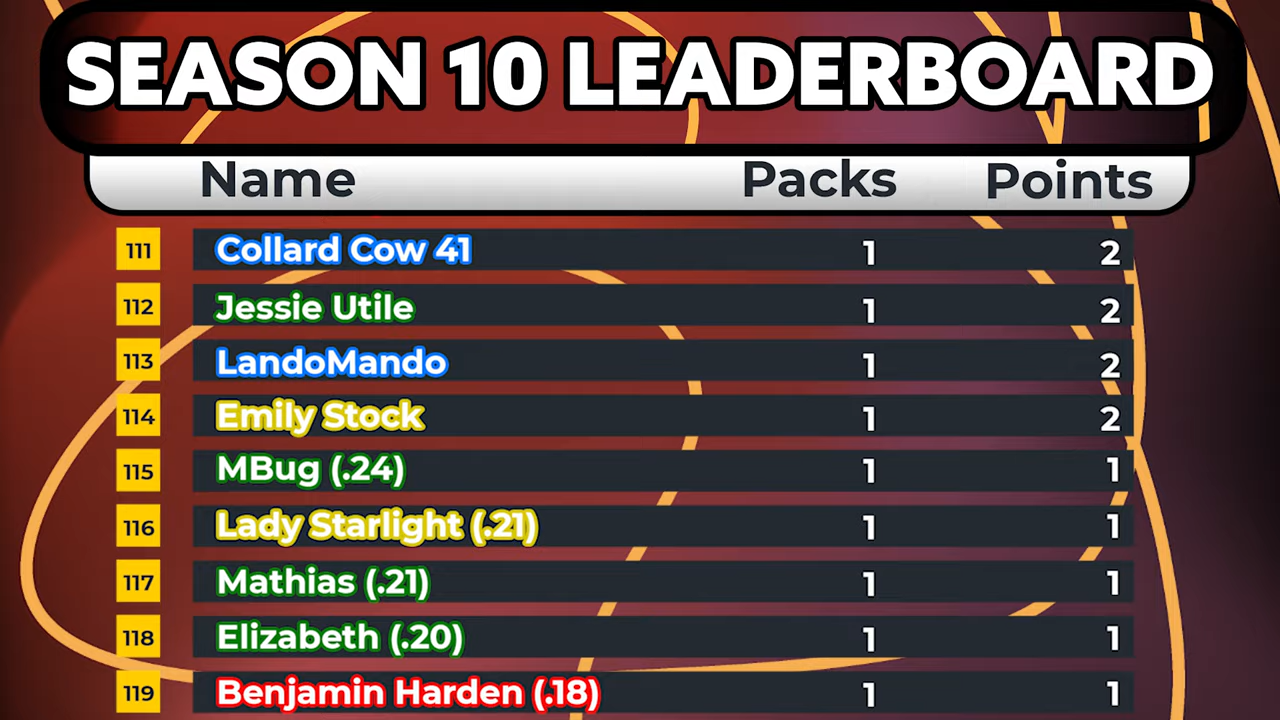 SEASON 10 LEADERBOARD
Name Packs Points
111 Collard Cow 41 1 2
112 Jessie Utile 1 2
113 LandoMando 1 2
114 Emily Stock 1 2
115 MBug (.24) 1 1
116 Lady Starlight (.21) 1 1
117 Mathias (.21) 1 1
118 Elizabeth (.20) 1 1
119 Benjamin Harden (.18) 1 1